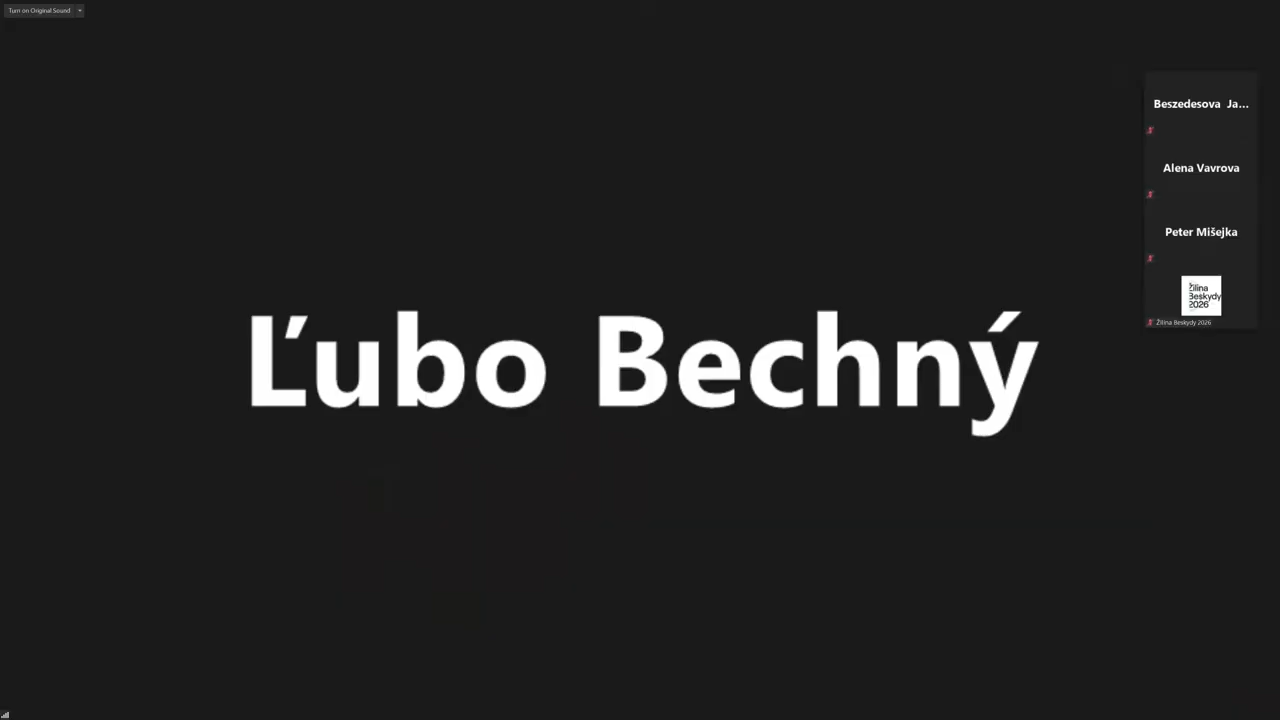 Turn on Original Sound
Beszedesova Ja...
Alena Vavrova
Peter Mišejka
Žilina
Beskydy
2026
Žilina Beskydy 2026
Ľubo Bechný